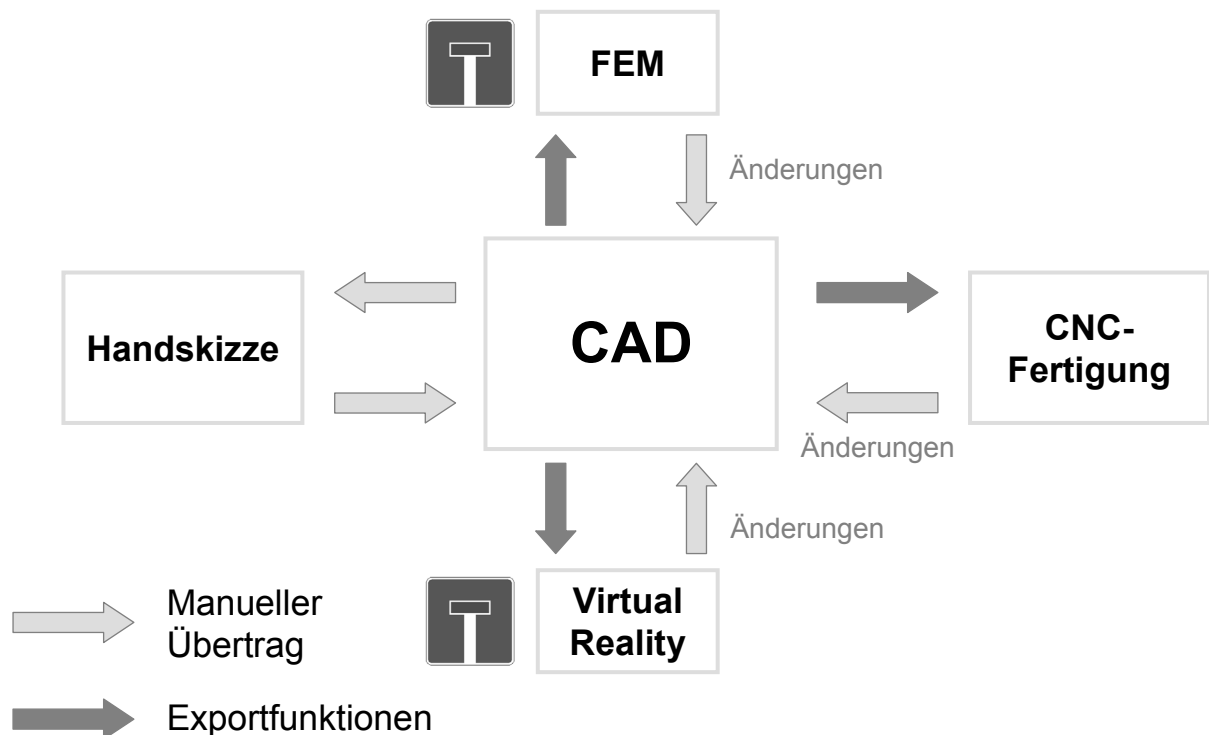 FEM
Änderungen
Handskizze
CAD
CNC-
Fertigung
Änderungen
Änderungen
Virtual
Reality
Manueller
Übertrag
Exportfunktionen